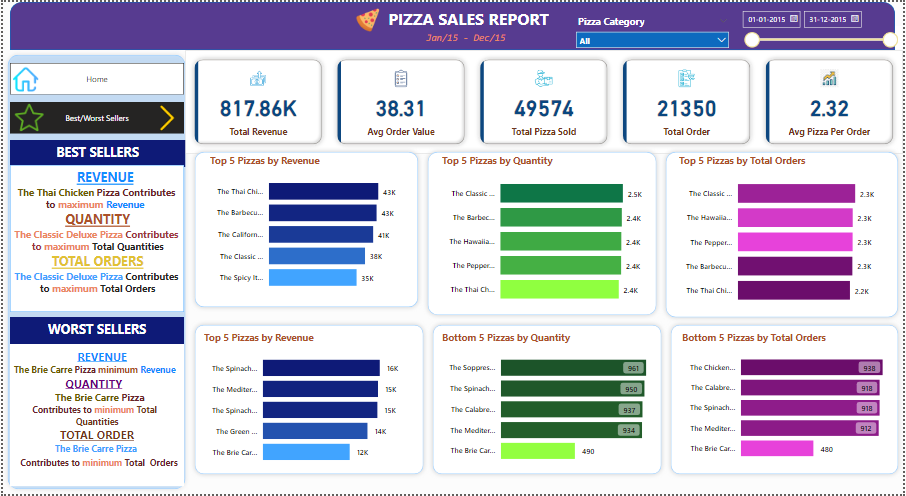 PIZZA SALES REPORT
Jan/15 - Dec/15
Pizza Category
All
01-01-2015
31-12-2015
Home
Best/Worst Sellers
BEST SELLERS
REVENUE
The Thai Chicken Pizza Contributes
to maximum Revenue
QUANTITY
The Classic Deluxe Pizza Contributes
to maximum Total Quantities
TOTAL ORDERS
The Classic Deluxe Pizza Contributes
to maximum Total Orders
WORST SELLERS
REVENUE
The Brie Carre Pizza minimum Revenue
QUANTITY
The Brie Carre Pizza
Contributes to minimum Total
Quantities
TOTAL ORDER
The Brie Carre Pizza
Contributes to minimum Total Orders
817.86K
Total Revenue
38.31
Avg Order Value
49574
Total Pizza Sold
21350
Total Order
2.32
Avg Pizza Per Order
Top 5 Pizzas by Revenue
The Thai Chi... 43K
The Barbecu... 43K
The Californ... 41K
The Classic ... 38K
The Spicy It... 35K
Top 5 Pizzas by Quantity
The Classic ... 2.5K
The Barbec... 2.4K
The Hawaiia... 2.4K
The Pepper... 2.4K
The Thai Ch... 2.4K
Top 5 Pizzas by Total Orders
The Classic ... 2.3K
The Hawaiia... 2.3K
The Pepper... 2.3K
The Barbecu... 2.3K
The Thai Chi... 2.2K
Top 5 Pizzas by Revenue
The Spinach... 16K
The Mediter... 15K
The Spinach... 15K
The Green ... 14K
The Brie Car... 12K
Bottom 5 Pizzas by Quantity
The Soppres... 961
The Spinach... 950
The Calabre... 937
The Mediter... 934
The Brie Car... 490
Bottom 5 Pizzas by Total Orders
The Chicken... 938
The Calabre... 918
The Spinach... 918
The Mediter... 912
The Brie Car... 480